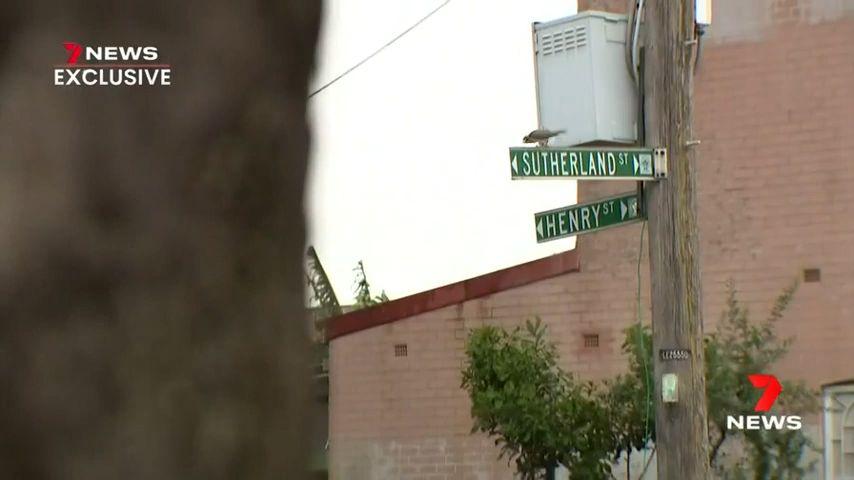 7NEWS
EXCLUSIVE
SUTHERLAND ST
HENRY ST
7
NEWS